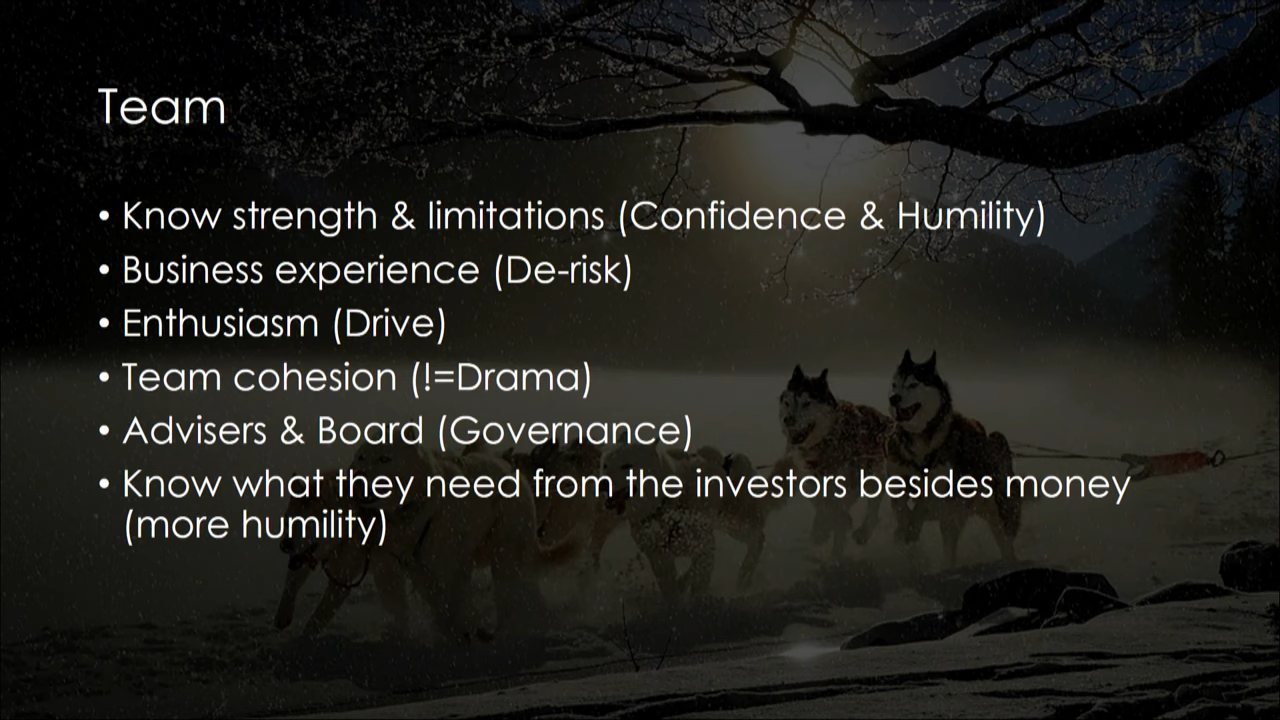 Team
• Know strength & limitations (Confidence & Humility)
• Business experience (De-risk)
• Enthusiasm (Drive)
• Team cohesion (!=Drama)
• Advisers & Board (Governance)
• Know what they need from the investors besides money
(more humility)